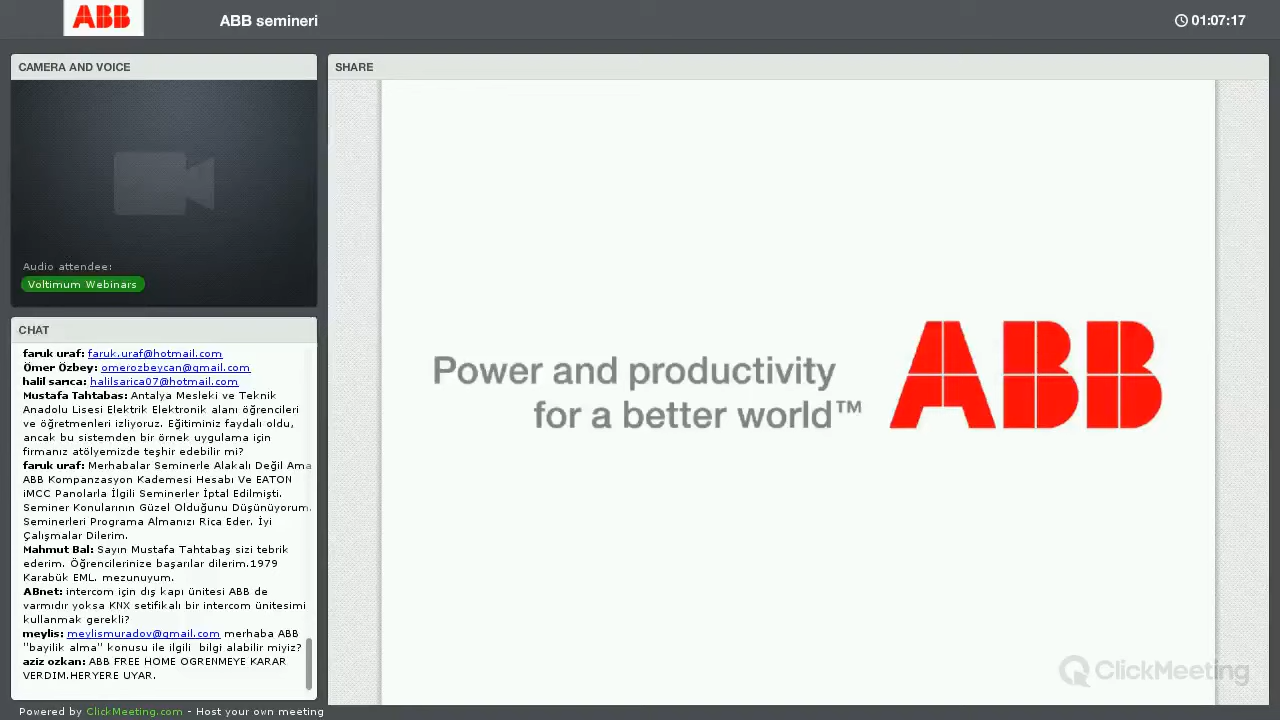 ABB
ABB semineri
01:07:17
CAMERA AND VOICE
Audio attendee:
Voltimum Webinars
CHAT
faruk uraf: faruk.uraf@hotmail.com
Ömer Özbey: omerozbeycan@gmail.com
halil sarıca: halilsarica07@hotmail.com
Mustafa Tahtabas: Antalya Mesleki ve Teknik
Anadolu Lisesi Elektrik Elektronik alanı öğrencileri
ve öğretmenleri izliyoruz. Eğitiminiz faydalı oldu,
ancak bu sistemden bir örnek uygulama için
firmanız atölyemizde teşhir edebilir mi?
faruk uraf: Merhabalar Seminerle Alakalı Değil Ama
ABB Kompanzasyon Kademesi Hesabı Ve EATON
iMCC Panolarla İlgili Seminerler İptal Edilmişti.
Seminer Konularının Güzel Olduğunu Düşünüyorum.
Seminerleri Programa Almanızı Rica Eder. İyi
Çalışmalar Dilerim.
Mahmut Bal: Sayın Mustafa Tahtabaş sizi tebrik
ederim. Öğrencilerinize başarılar dilerim.1979
Karabük EML. mezunuyum.
ABnet: intercom için dış kapı ünitesi ABB de
varmıdır yoksa KNX setifikalı bir intercom ünitesimi
kullanmak gerekli?
meylis: meylismuradov@gmail.com merhaba ABB
"bayilik alma" konusu ile ilgili bilgi alabilir miyiz?
aziz ozkan: ABB FREE HOME OGRENMEYE KARAR
VERDIM.HERYERE UYAR.
Powered by ClickMeeting.com - Host your own meeting
SHARE
Power and productivity
for a better world™
ABB
ClickMeeting